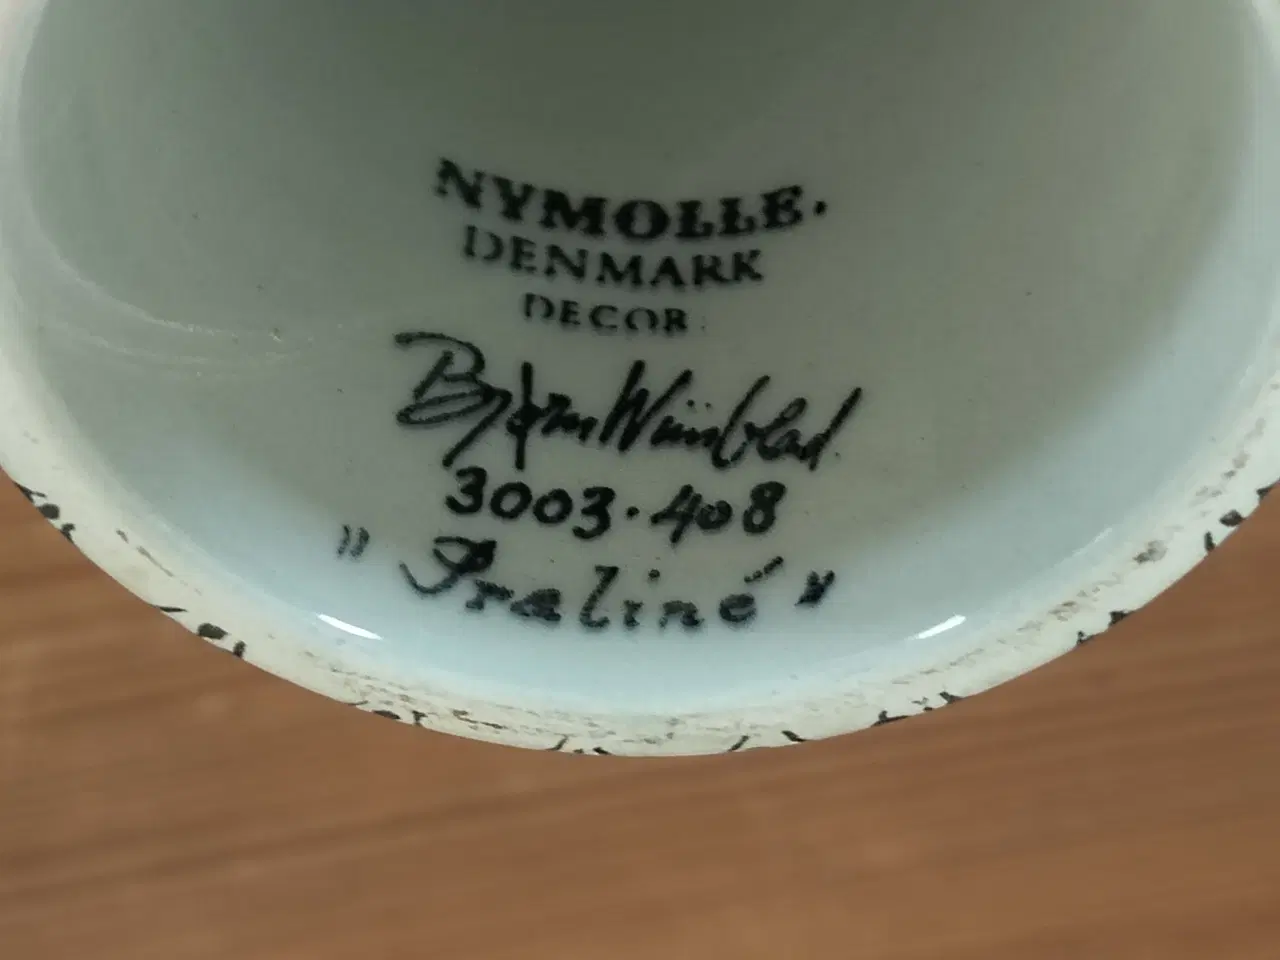 NYMOLLE.
DENMARK
DECOR:
Bjørn Wiinblad.
3003·408
"Praliné"